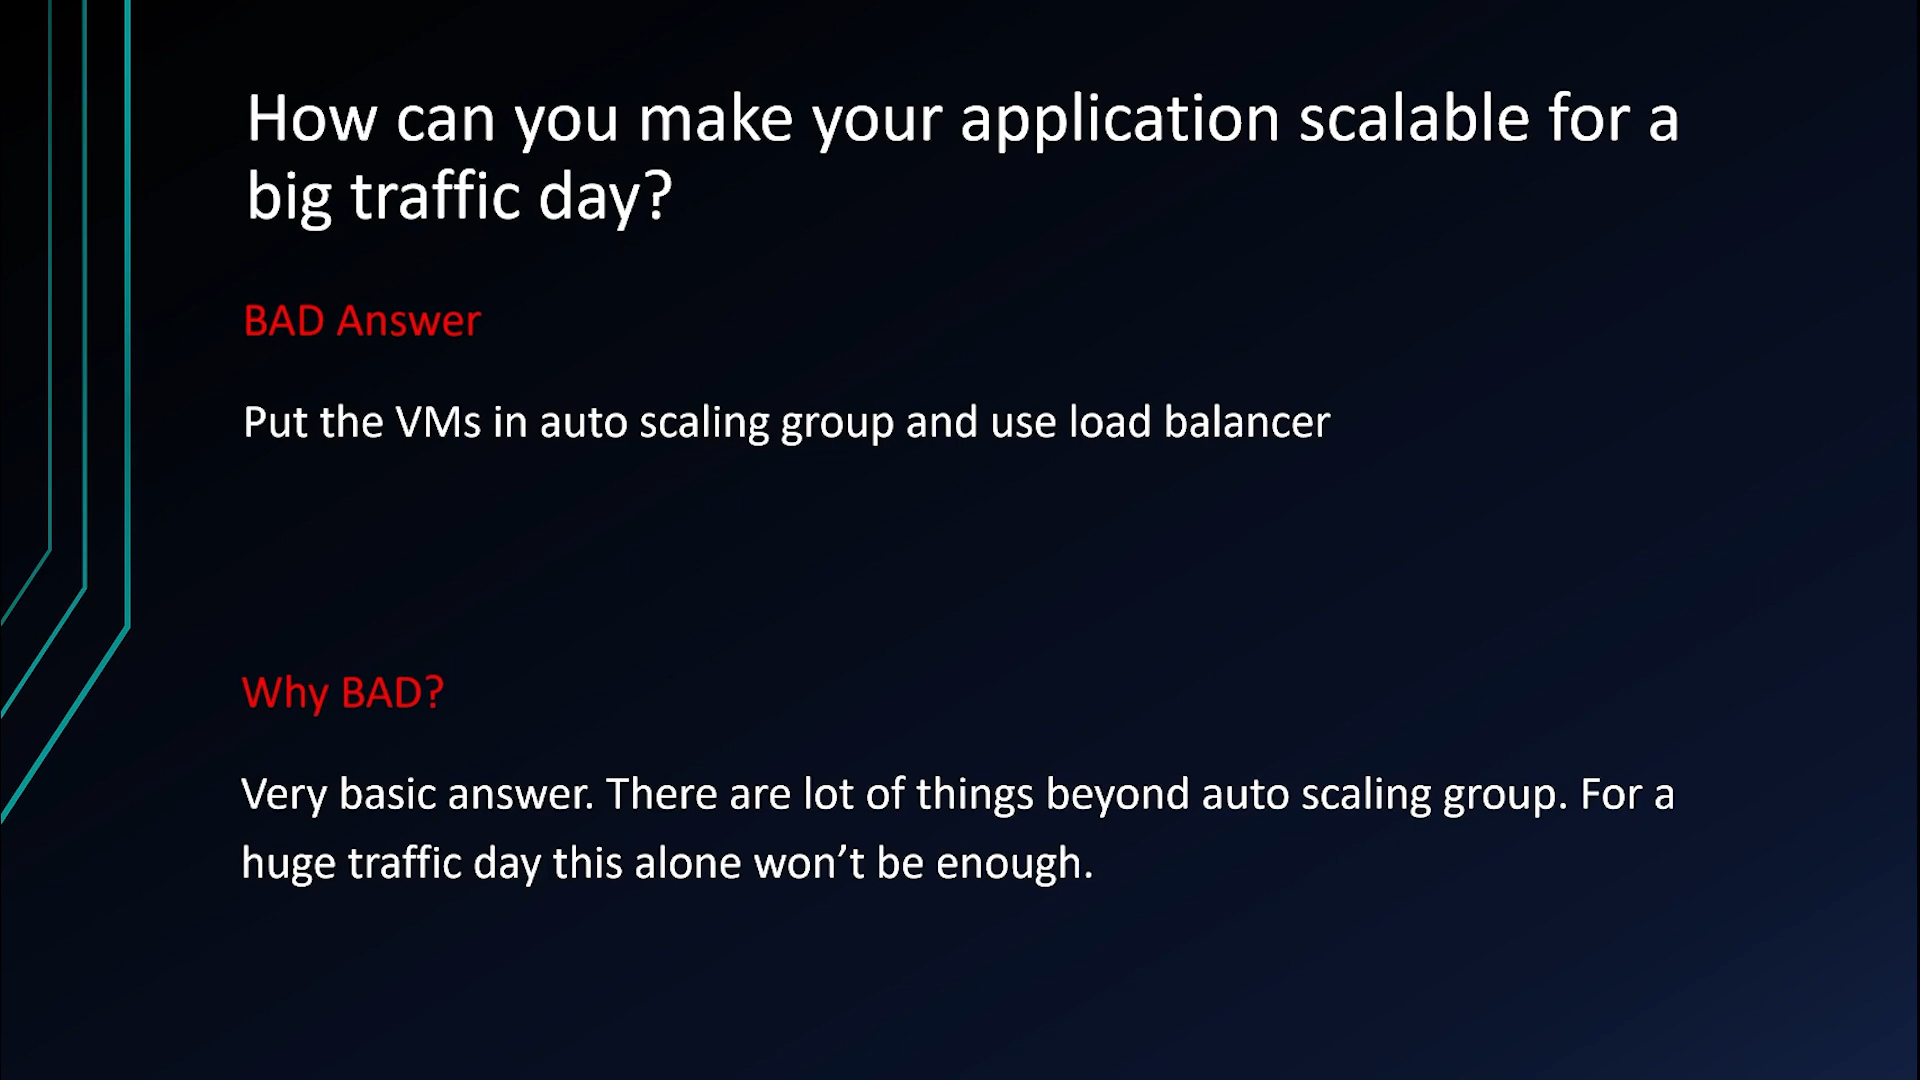 How can you make your application scalable for a
big traffic day?
BAD Answer
Put the VMs in auto scaling group and use load balancer
Why BAD?
Very basic answer. There are lot of things beyond auto scaling group. For a
huge traffic day this alone won’t be enough.